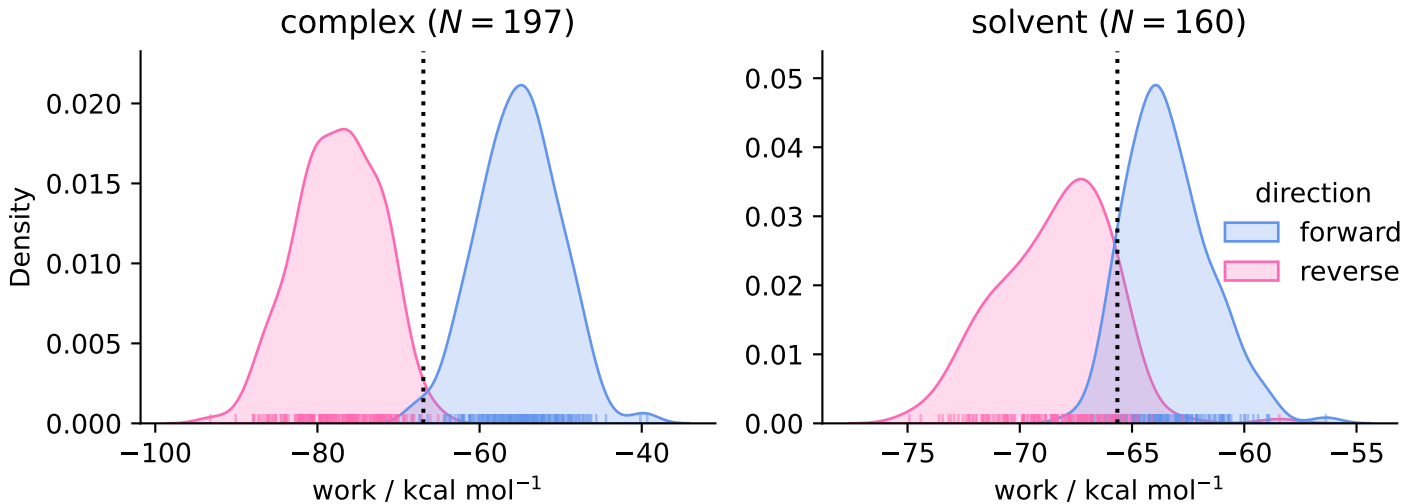 complex (N = 197)
Density
0.020
0.015
0.010
0.005
0.000
−100
−80
−60
−40
work / kcal mol⁻¹
solvent (N = 160)
0.05
0.04
0.03
0.02
0.01
0.00
−75
−70
−65
−60
−55
work / kcal mol⁻¹
direction
forward
reverse